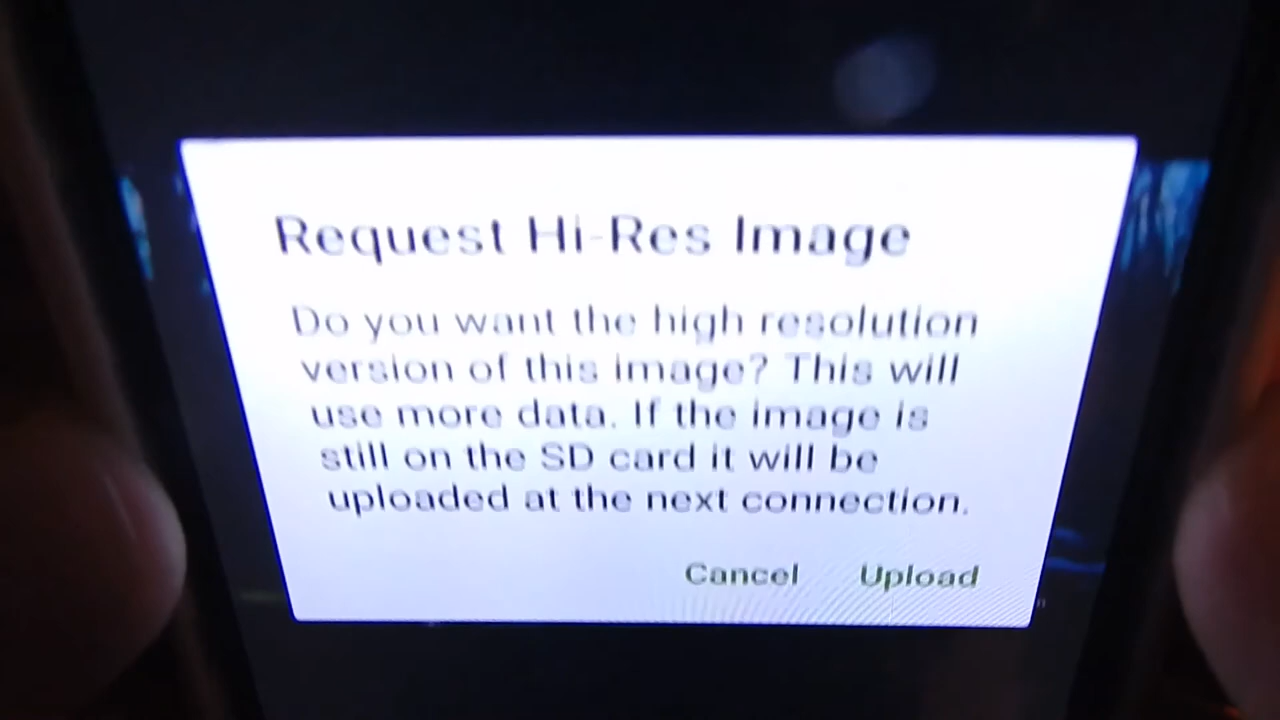 Request Hi-Res Image
Do you want the high resolution
version of this image? This will
use more data. If the image is
still on the SD card it will be
uploaded at the next connection.
Cancel Upload